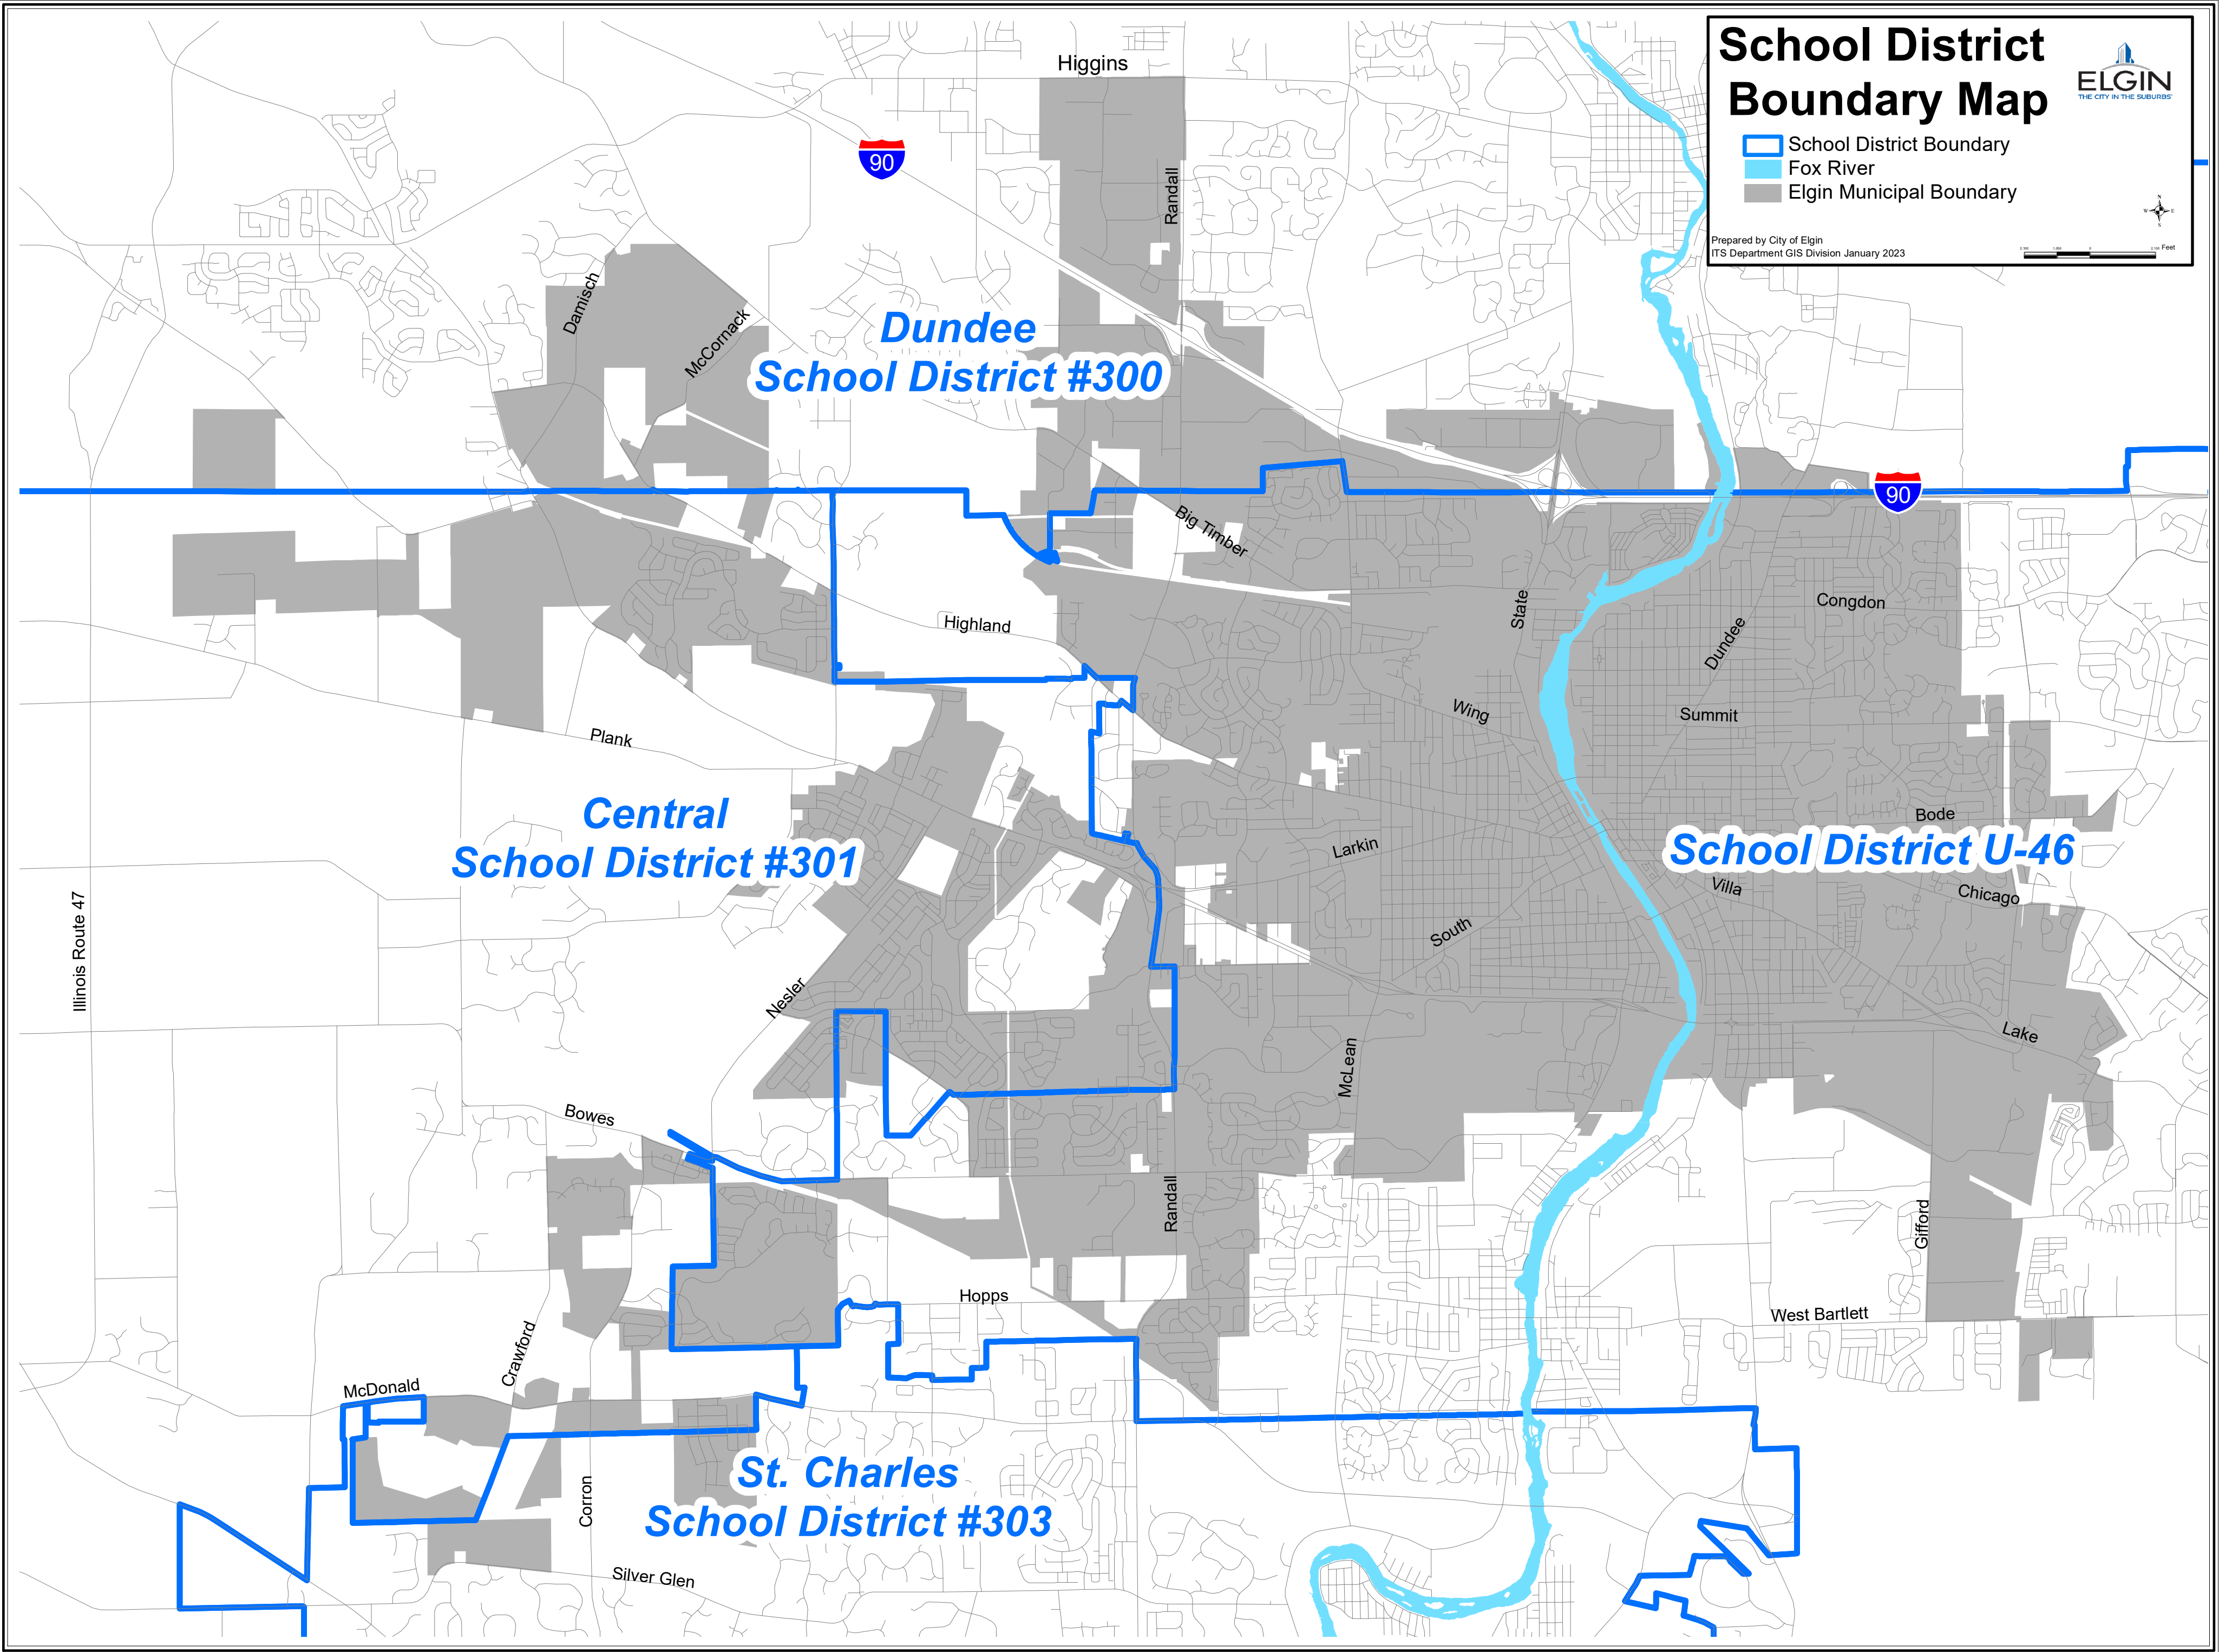 School District
Boundary Map
ELGIN
THE CITY IN THE SUBURBS
School District Boundary
Fox River
Elgin Municipal Boundary
N
W
E
S
Prepared by City of Elgin
ITS Department GIS Division January 2023
Feet
Higgins
90
Randall
Damisch
McCornack
Dundee
School District #300
90
Big Timber
State
Congdon
Highland
Dundee
Wing
Summit
Plank
Central
School District #301
Larkin
Bode
School District U-46
Villa
Chicago
Illinois Route 47
South
Nesler
Lake
McLean
Bowes
Randall
Gifford
Hopps
West Bartlett
Crawford
McDonald
St. Charles
School District #303
Corron
Silver Glen